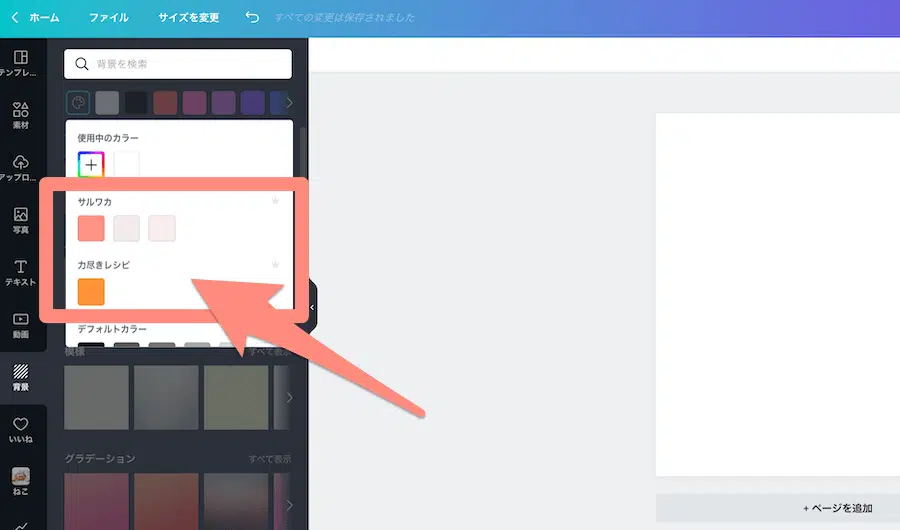 ホーム ファイル サイズを変更 すべての変更は保存されました
テンプレ...
背景を検索
素材
使用中のカラー
アップロ...
サルワカ
写真
力尽きレシピ
テキスト
デフォルトカラー
動画
模様 すべて表示
背景
いいね
グラデーション すべて表示
ねこ
+ ページを追加